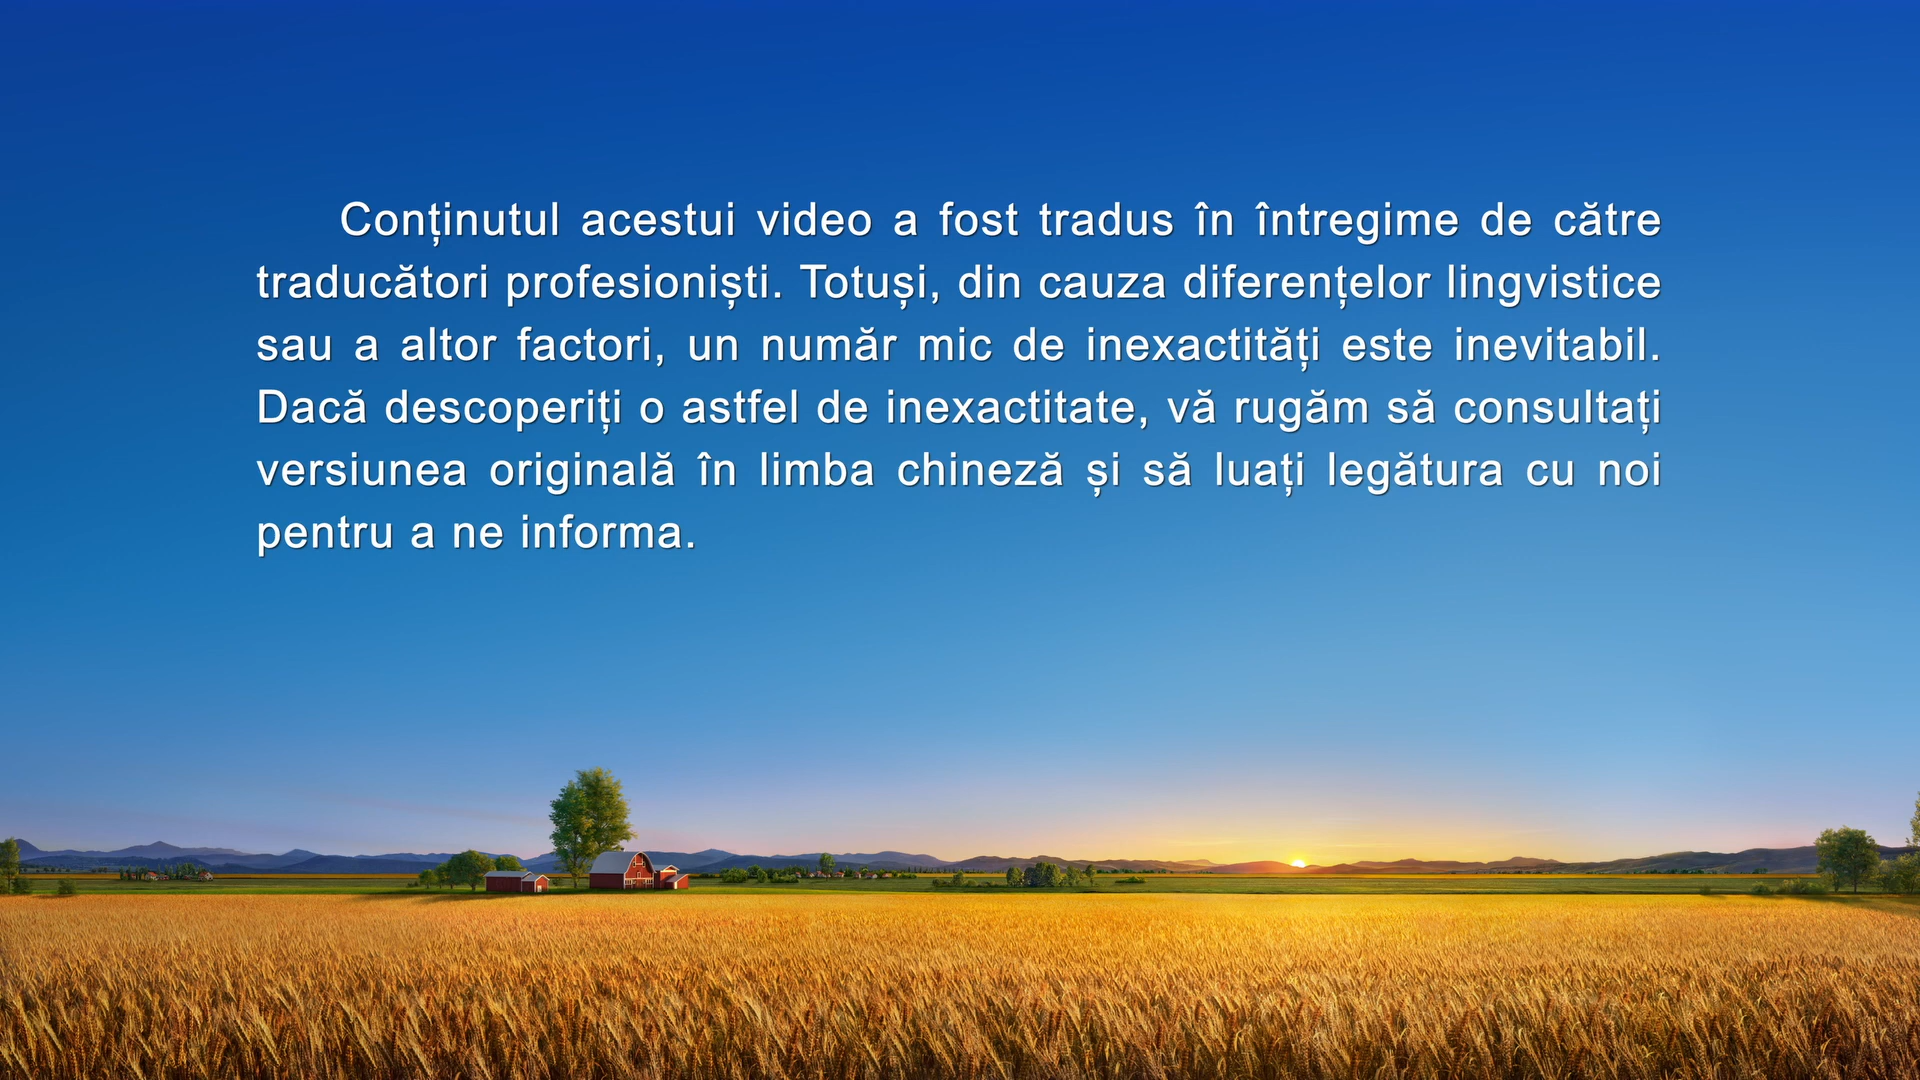 Conținutul acestui video a fost tradus în întregime de către
traducători profesioniști. Totuși, din cauza diferențelor lingvistice
sau a altor factori, un număr mic de inexactități este inevitabil.
Dacă descoperiți o astfel de inexactitate, vă rugăm să consultați
versiunea originală în limba chineză și să luați legătura cu noi
pentru a ne informa.